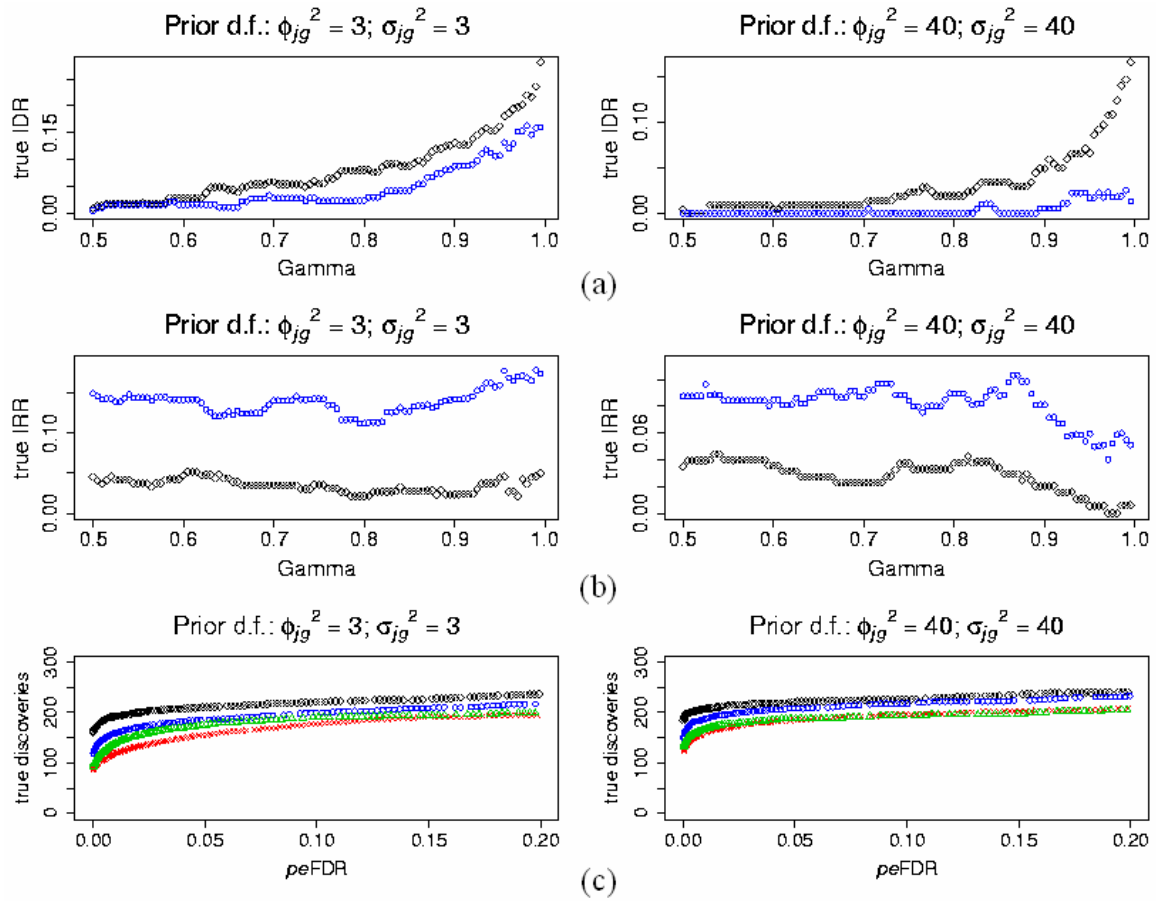 Prior d.f.: ϕjg² = 3; σjg² = 3
true IDR
0.00 0.15
0.5 0.6 0.7 0.8 0.9 1.0
Gamma
Prior d.f.: ϕjg² = 40; σjg² = 40
true IDR
0.00 0.10
0.5 0.6 0.7 0.8 0.9 1.0
Gamma
(a)
Prior d.f.: ϕjg² = 3; σjg² = 3
true IRR
0.00 0.10
0.5 0.6 0.7 0.8 0.9 1.0
Gamma
Prior d.f.: ϕjg² = 40; σjg² = 40
true IRR
0.00 0.06
0.5 0.6 0.7 0.8 0.9 1.0
Gamma
(b)
Prior d.f.: ϕjg² = 3; σjg² = 3
true discoveries
0 100 200 300
0.00 0.05 0.10 0.15 0.20
peFDR
Prior d.f.: ϕjg² = 40; σjg² = 40
true discoveries
0 100 200 300
0.00 0.05 0.10 0.15 0.20
peFDR
(c)